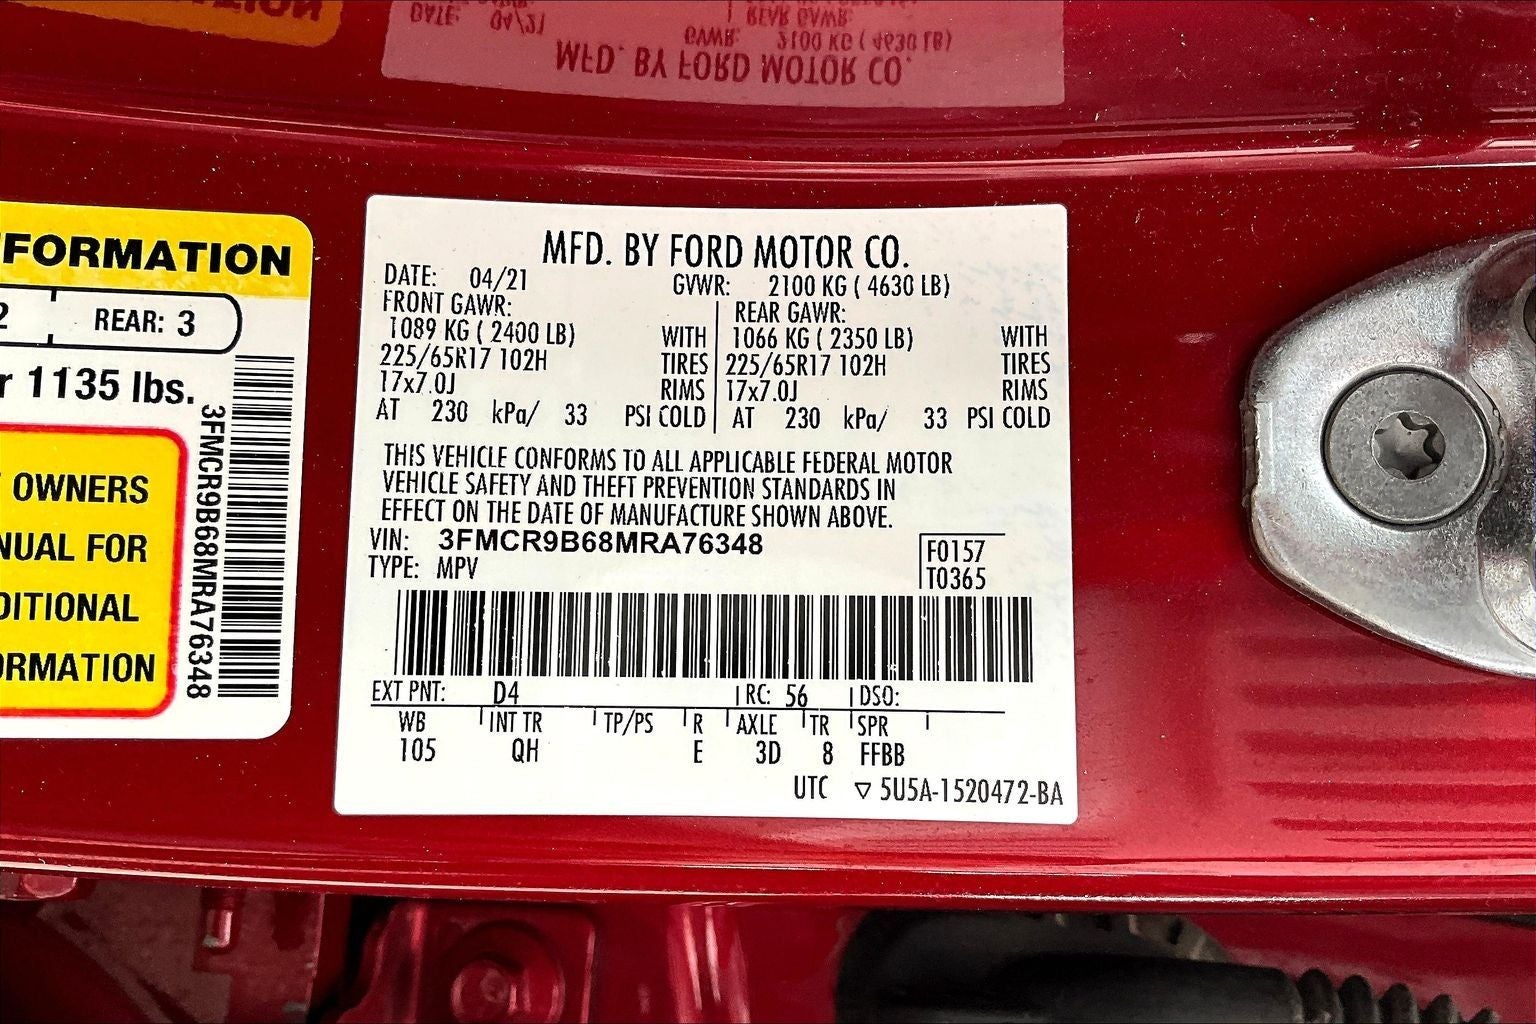 FORMATION
2 REAR: 3
r 1135 lbs.
OWNERS
NUAL FOR
DITIONAL
ORMATION
3FMCR9B68MRA76348
MFD. BY FORD MOTOR CO.
DATE: 04/21 GVWR: 2100 KG ( 4630 LB)
FRONT GAWR: REAR GAWR:
1089 KG ( 2400 LB) WITH 1066 KG ( 2350 LB) WITH
225/65R17 102H TIRES 225/65R17 102H TIRES
17x7.0J RIMS 17x7.0J RIMS
AT 230 kPa/ 33 PSI COLD AT 230 kPa/ 33 PSI COLD
THIS VEHICLE CONFORMS TO ALL APPLICABLE FEDERAL MOTOR
VEHICLE SAFETY AND THEFT PREVENTION STANDARDS IN
EFFECT ON THE DATE OF MANUFACTURE SHOWN ABOVE.
VIN: 3FMCR9B68MRA76348
TYPE: MPV
F0157
T0365
EXT PNT: D4 RC: 56 DSO:
WB INT TR TP/PS R AXLE TR SPR
105 QH E 3D 8 FFBB
UTC ▽ 5U5A-1520472-BA